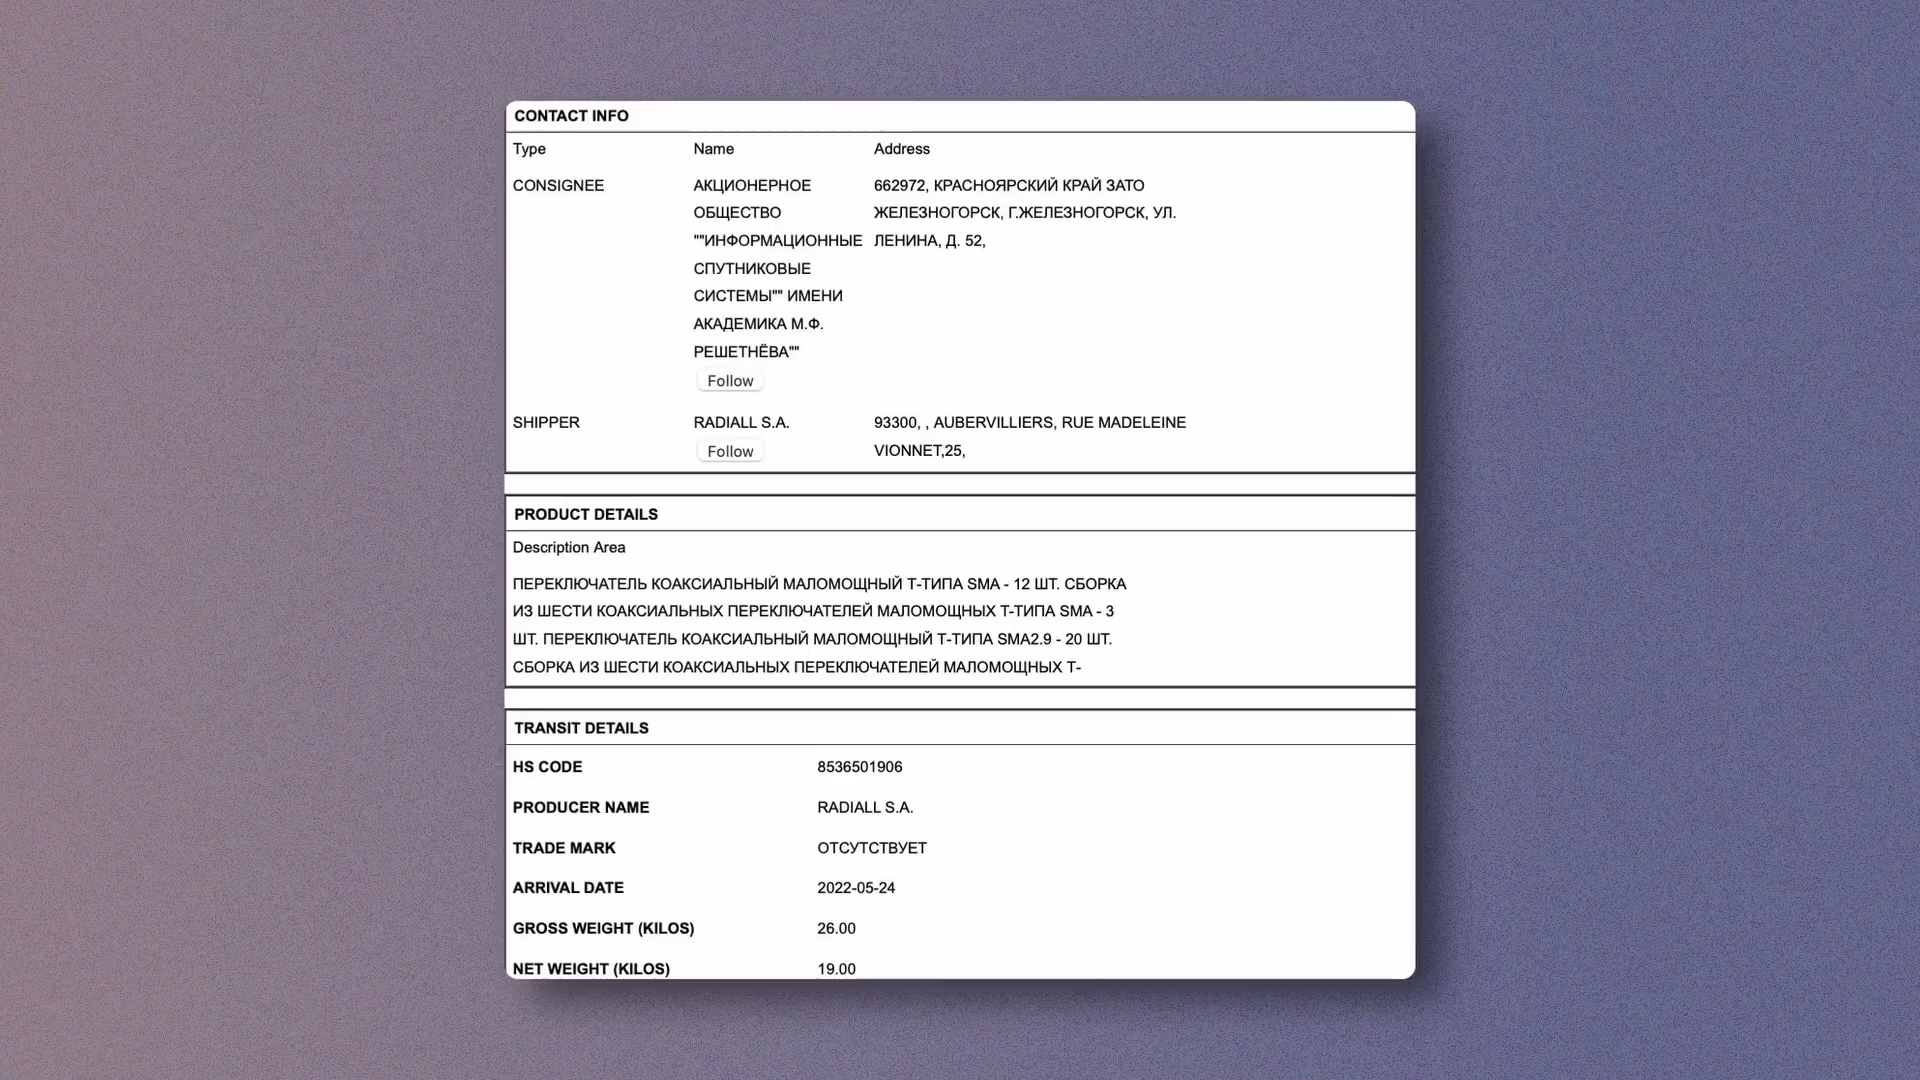 CONTACT INFO
Type Name Address
CONSIGNEE АКЦИОНЕРНОЕ 662972, КРАСНОЯРСКИЙ КРАЙ ЗАТО
ОБЩЕСТВО ЖЕЛЕЗНОГОРСК, Г.ЖЕЛЕЗНОГОРСК, УЛ.
""ИНФОРМАЦИОННЫЕ ЛЕНИНА, Д. 52,
СПУТНИКОВЫЕ
СИСТЕМЫ"" ИМЕНИ
АКАДЕМИКА М.Ф.
РЕШЕТНЁВА""
Follow
SHIPPER RADIALL S.A. 93300, , AUBERVILLIERS, RUE MADELEINE
Follow VIONNET,25,
PRODUCT DETAILS
Description Area
ПЕРЕКЛЮЧАТЕЛЬ КОАКСИАЛЬНЫЙ МАЛОМОЩНЫЙ Т-ТИПА SMA - 12 ШТ. СБОРКА
ИЗ ШЕСТИ КОАКСИАЛЬНЫХ ПЕРЕКЛЮЧАТЕЛЕЙ МАЛОМОЩНЫХ Т-ТИПА SMA - 3
ШТ. ПЕРЕКЛЮЧАТЕЛЬ КОАКСИАЛЬНЫЙ МАЛОМОЩНЫЙ Т-ТИПА SMA2.9 - 20 ШТ.
СБОРКА ИЗ ШЕСТИ КОАКСИАЛЬНЫХ ПЕРЕКЛЮЧАТЕЛЕЙ МАЛОМОЩНЫХ Т-
TRANSIT DETAILS
HS CODE 8536501906
PRODUCER NAME RADIALL S.A.
TRADE MARK ОТСУТСТВУЕТ
ARRIVAL DATE 2022-05-24
GROSS WEIGHT (KILOS) 26.00
NET WEIGHT (KILOS) 19.00